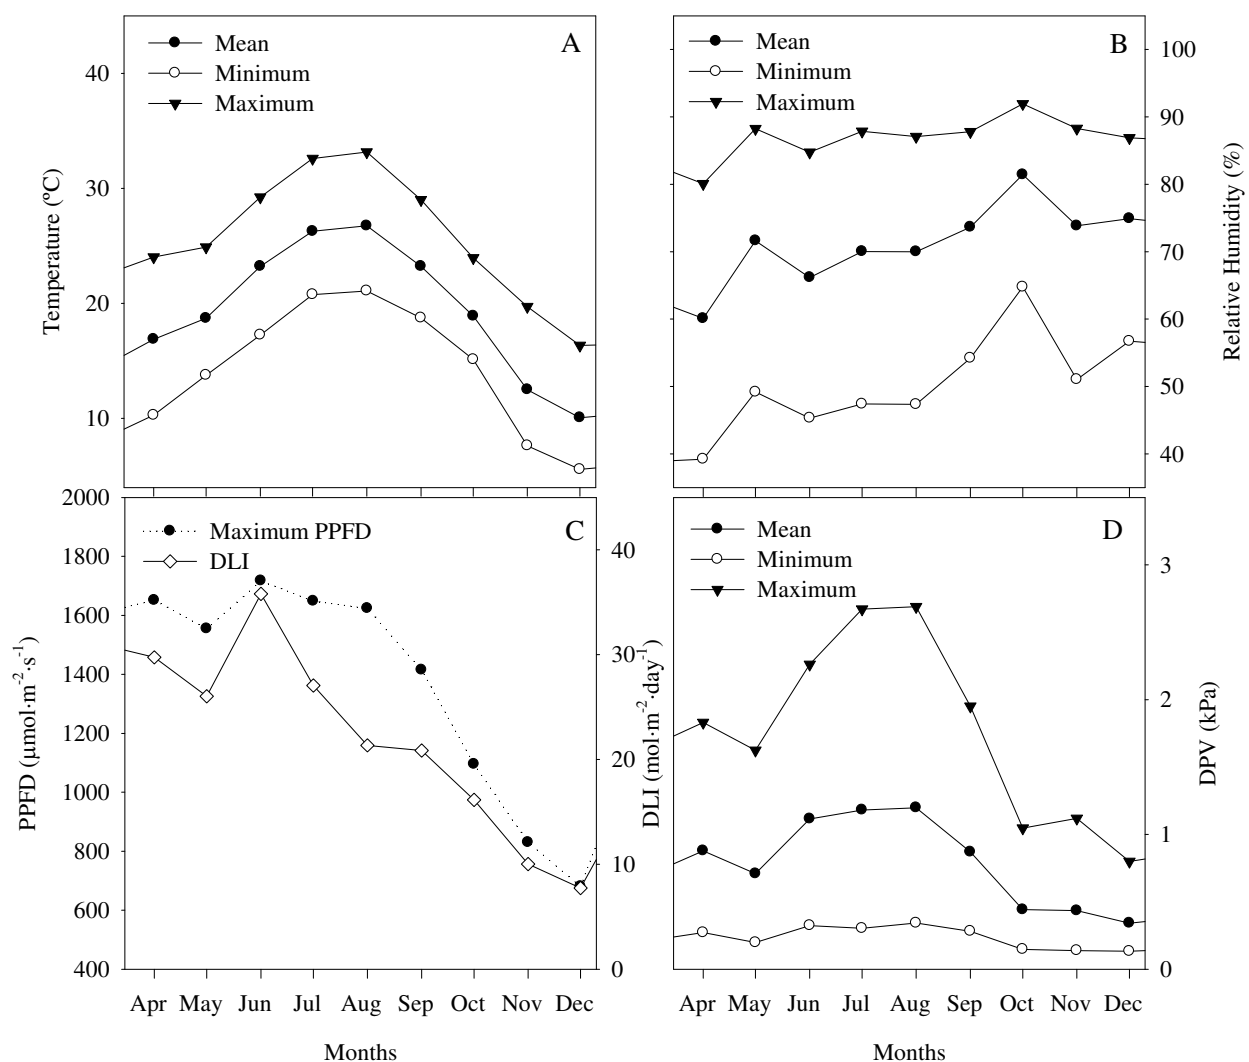 A
Mean
Minimum
Maximum
40
30
20
10
Temperature (ºC)
B
Mean
Minimum
Maximum
100
90
80
70
60
50
40
Relative Humidity (%)
C
Maximum PPFD
DLI
2000
1800
1600
1400
1200
1000
800
600
400
PPFD (μmol·m⁻²·s⁻¹)
40
30
20
10
0
DLI (mol·m⁻²·day⁻¹)
Apr May Jun Jul Aug Sep Oct Nov Dec
Months
D
Mean
Minimum
Maximum
3
2
1
0
DPV (kPa)
Apr May Jun Jul Aug Sep Oct Nov Dec
Months